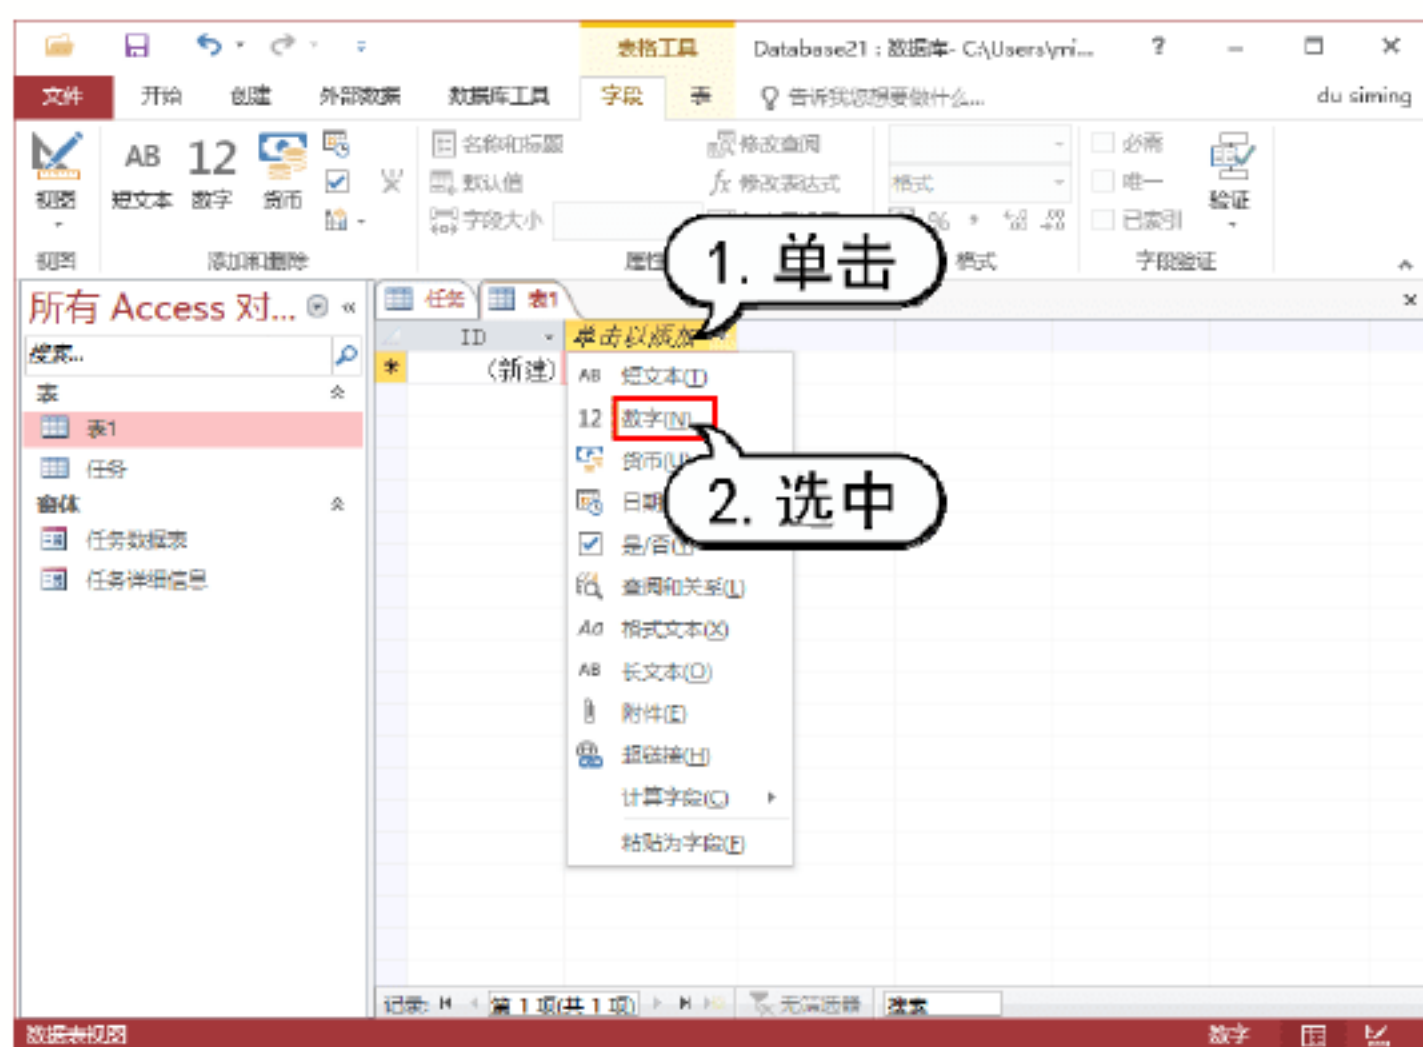 表格工具
Database21 : 数据库- C:\Users\mi... ?
文件 开始 创建 外部数据 数据库工具 字段 表 告诉我您想要做什么... du siming
AB 12
视图 短文本 数字 货币
名称和标题
默认值
字段大小
修改查阅
fx 修改表达式
格式
%
必需
唯一
已索引
验证
视图 添加和删除 属性 格式 字段验证
1. 单击
所有 Access 对... «
搜索...
表
表1
任务
窗体
任务数据表
任务详细信息
任务 表1
ID 单击以添加
* (新建)
AB 短文本(T)
12 数字(N)
货币(U)
日期
是/否(Y)
查阅和关系(L)
Aa 格式文本(X)
AB 长文本(O)
附件(E)
超链接(H)
计算字段(C)
粘贴为字段(F)
2. 选中
记录: 第 1 项(共 1 项) 无筛选器 搜索
数据表视图 数字